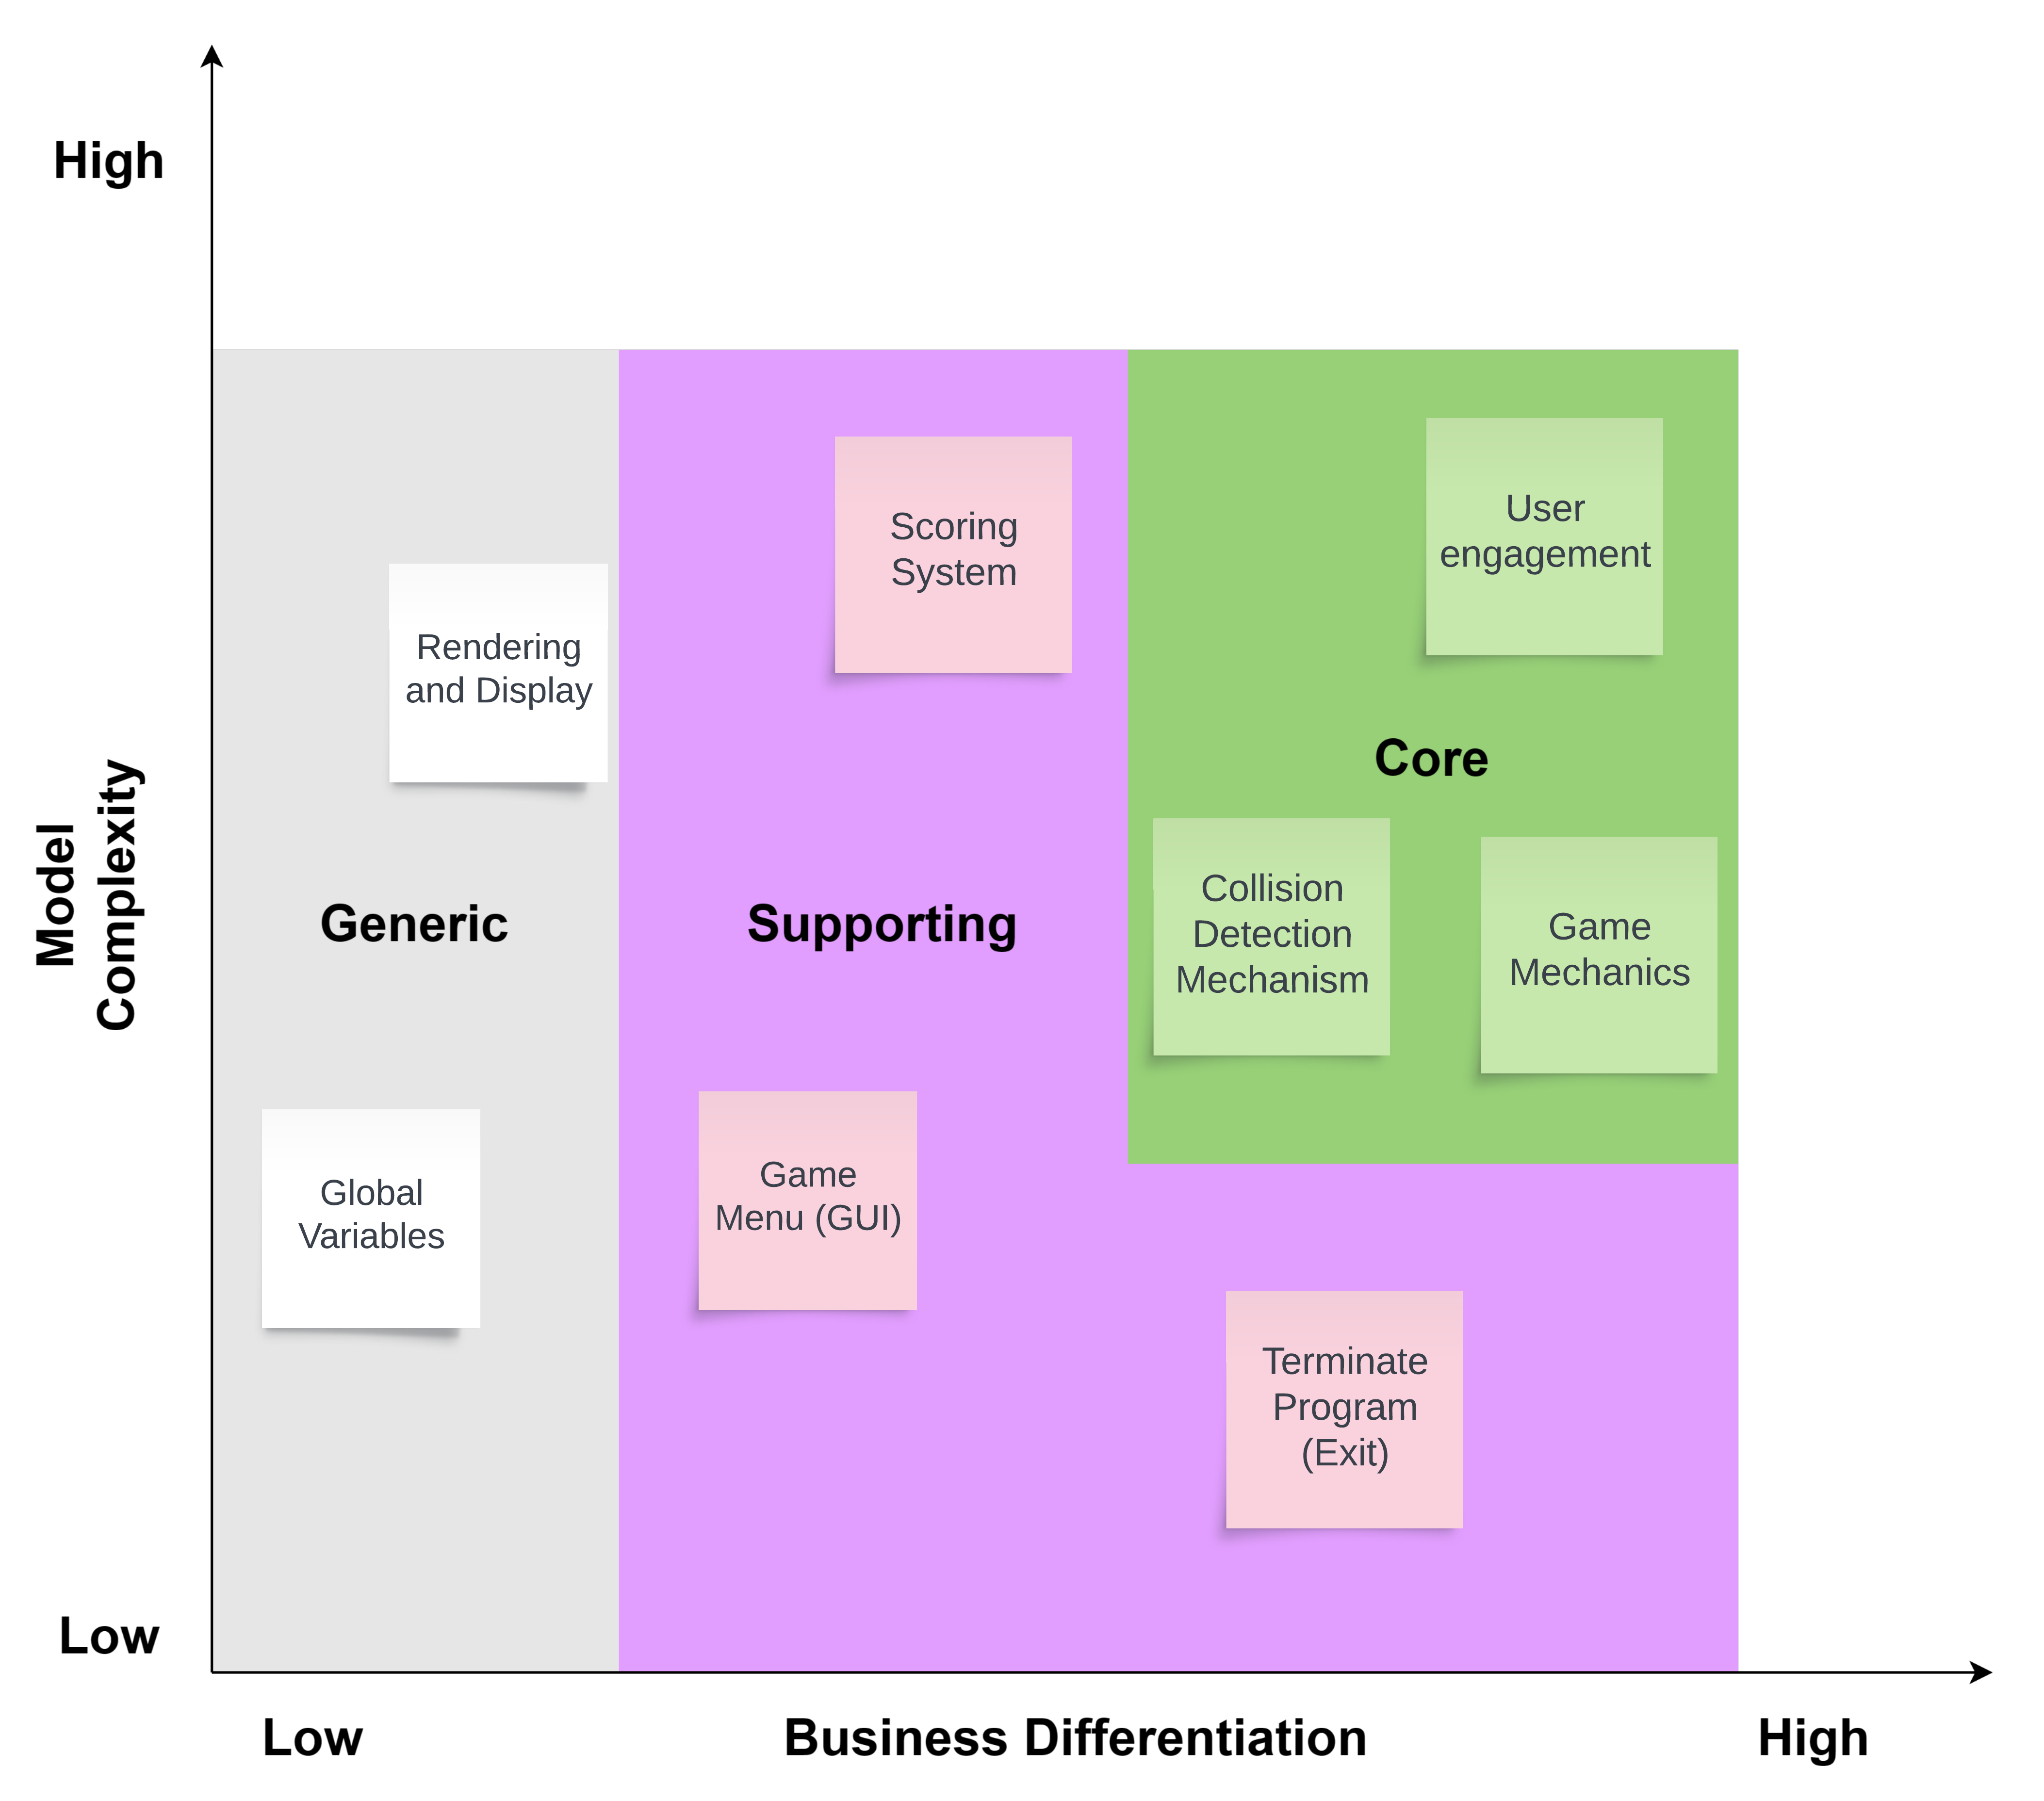 High
Scoring
System
User
engagement
Rendering
and Display
Core
Model
Complexity
Generic
Supporting
Collision
Detection
Mechanism
Game
Mechanics
Global
Variables
Game
Menu (GUI)
Terminate
Program
(Exit)
Low
Low
Business Differentiation
High